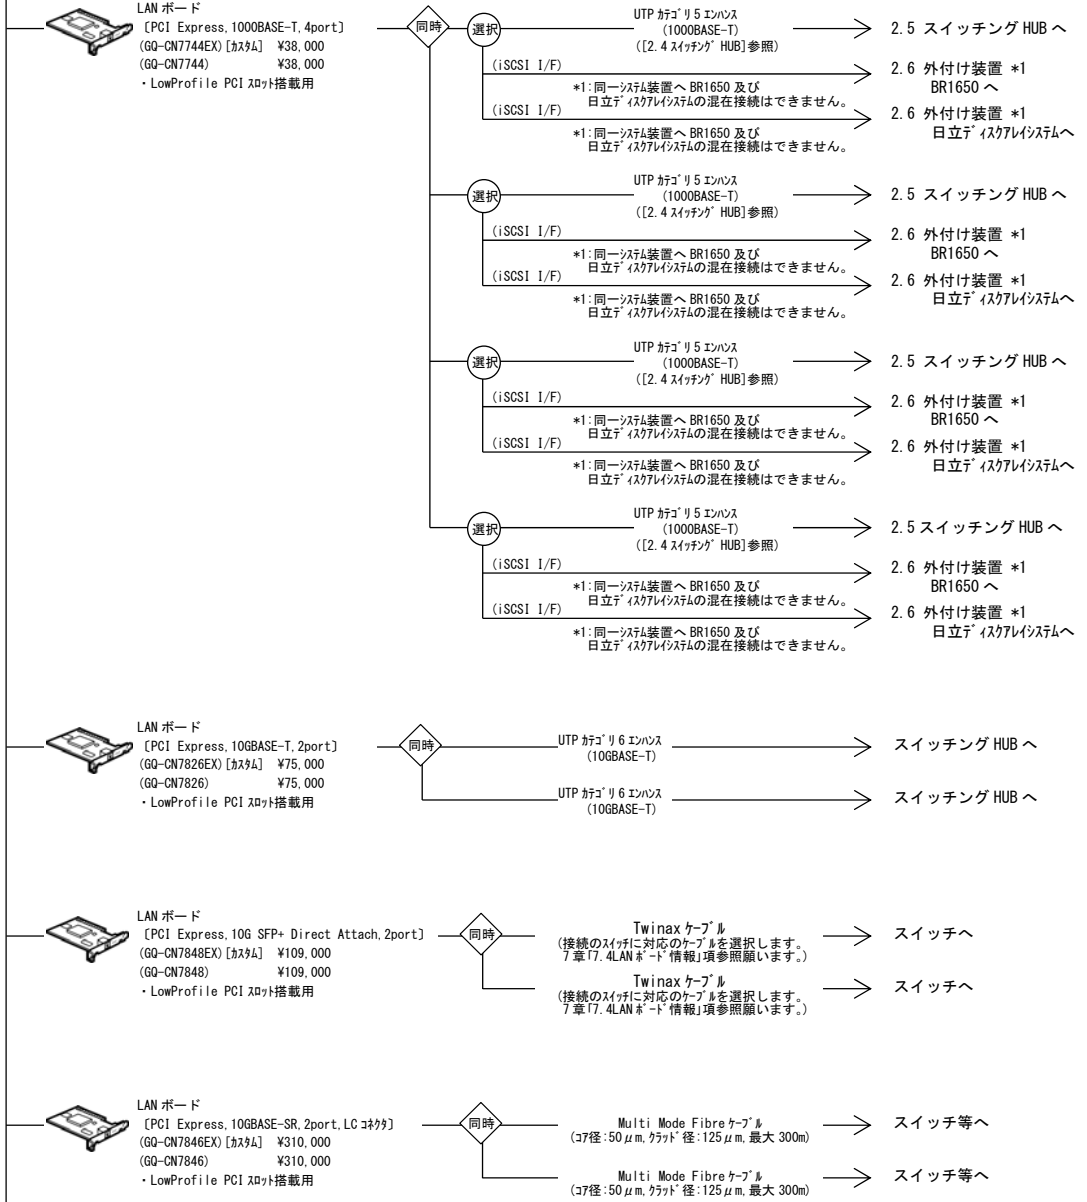 LAN ボード
〔PCI Express,1000BASE-T,4port〕
(GQ-CN7744EX)[ｶｽﾀﾑ] ¥38,000
(GQ-CN7744) ¥38,000
・LowProfile PCI ｽﾛｯﾄ搭載用
同時
選択
UTP ｶﾃｺﾞﾘ 5 ｴﾝﾊﾝｽ
(1000BASE-T)
([2.4 ｽｲｯﾁﾝｸﾞ HUB]参照)
2.5 スイッチング HUB へ
(iSCSI I/F)
*1:同一ｼｽﾃﾑ装置へ BR1650 及び
日立ﾃﾞｨｽｸｱﾚｲｼｽﾃﾑの混在接続はできません。
2.6 外付け装置 *1
BR1650 へ
(iSCSI I/F)
*1:同一ｼｽﾃﾑ装置へ BR1650 及び
日立ﾃﾞｨｽｸｱﾚｲｼｽﾃﾑの混在接続はできません。
2.6 外付け装置 *1
日立ﾃﾞｨｽｸｱﾚｲｼｽﾃﾑへ
選択
UTP ｶﾃｺﾞﾘ 5 ｴﾝﾊﾝｽ
(1000BASE-T)
([2.4 ｽｲｯﾁﾝｸﾞ HUB]参照)
2.5 スイッチング HUB へ
(iSCSI I/F)
*1:同一ｼｽﾃﾑ装置へ BR1650 及び
日立ﾃﾞｨｽｸｱﾚｲｼｽﾃﾑの混在接続はできません。
2.6 外付け装置 *1
BR1650 へ
(iSCSI I/F)
*1:同一ｼｽﾃﾑ装置へ BR1650 及び
日立ﾃﾞｨｽｸｱﾚｲｼｽﾃﾑの混在接続はできません。
2.6 外付け装置 *1
日立ﾃﾞｨｽｸｱﾚｲｼｽﾃﾑへ
選択
UTP ｶﾃｺﾞﾘ 5 ｴﾝﾊﾝｽ
(1000BASE-T)
([2.4 ｽｲｯﾁﾝｸﾞ HUB]参照)
2.5 スイッチング HUB へ
(iSCSI I/F)
*1:同一ｼｽﾃﾑ装置へ BR1650 及び
日立ﾃﾞｨｽｸｱﾚｲｼｽﾃﾑの混在接続はできません。
2.6 外付け装置 *1
BR1650 へ
(iSCSI I/F)
*1:同一ｼｽﾃﾑ装置へ BR1650 及び
日立ﾃﾞｨｽｸｱﾚｲｼｽﾃﾑの混在接続はできません。
2.6 外付け装置 *1
日立ﾃﾞｨｽｸｱﾚｲｼｽﾃﾑへ
選択
UTP ｶﾃｺﾞﾘ 5 ｴﾝﾊﾝｽ
(1000BASE-T)
([2.4 ｽｲｯﾁﾝｸﾞ HUB]参照)
2.5 スイッチング HUB へ
(iSCSI I/F)
*1:同一ｼｽﾃﾑ装置へ BR1650 及び
日立ﾃﾞｨｽｸｱﾚｲｼｽﾃﾑの混在接続はできません。
2.6 外付け装置 *1
BR1650 へ
(iSCSI I/F)
*1:同一ｼｽﾃﾑ装置へ BR1650 及び
日立ﾃﾞｨｽｸｱﾚｲｼｽﾃﾑの混在接続はできません。
2.6 外付け装置 *1
日立ﾃﾞｨｽｸｱﾚｲｼｽﾃﾑへ
LAN ボード
〔PCI Express,10GBASE-T,2port〕
(GQ-CN7826EX)[ｶｽﾀﾑ] ¥75,000
(GQ-CN7826) ¥75,000
・LowProfile PCI ｽﾛｯﾄ搭載用
同時
UTP ｶﾃｺﾞﾘ 6 ｴﾝﾊﾝｽ
(10GBASE-T)
スイッチング HUB へ
UTP ｶﾃｺﾞﾘ 6 ｴﾝﾊﾝｽ
(10GBASE-T)
スイッチング HUB へ
LAN ボード
〔PCI Express,10G SFP+ Direct Attach,2port〕
(GQ-CN7848EX)[ｶｽﾀﾑ] ¥109,000
(GQ-CN7848) ¥109,000
・LowProfile PCI ｽﾛｯﾄ搭載用
同時
Twinax ｹｰﾌﾞﾙ
(接続のｽｲｯﾁに対応のｹｰﾌﾞﾙを選択します。
7 章｢7.4LAN ﾎﾞｰﾄﾞ情報｣項参照願います。)
スイッチへ
Twinax ｹｰﾌﾞﾙ
(接続のｽｲｯﾁに対応のｹｰﾌﾞﾙを選択します。
7 章｢7.4LAN ﾎﾞｰﾄﾞ情報｣項参照願います。)
スイッチへ
LAN ボード
〔PCI Express,10GBASE-SR,2port,LC ｺﾈｸﾀ〕
(GQ-CN7846EX)[ｶｽﾀﾑ] ¥310,000
(GQ-CN7846) ¥310,000
・LowProfile PCI ｽﾛｯﾄ搭載用
同時
Multi Mode Fibre ｹｰﾌﾞﾙ
(ｺｱ径:50μm,ｸﾗｯﾄﾞ径:125μm,最大 300m)
スイッチ等へ
Multi Mode Fibre ｹｰﾌﾞﾙ
(ｺｱ径:50μm,ｸﾗｯﾄﾞ径:125μm,最大 300m)
スイッチ等へ